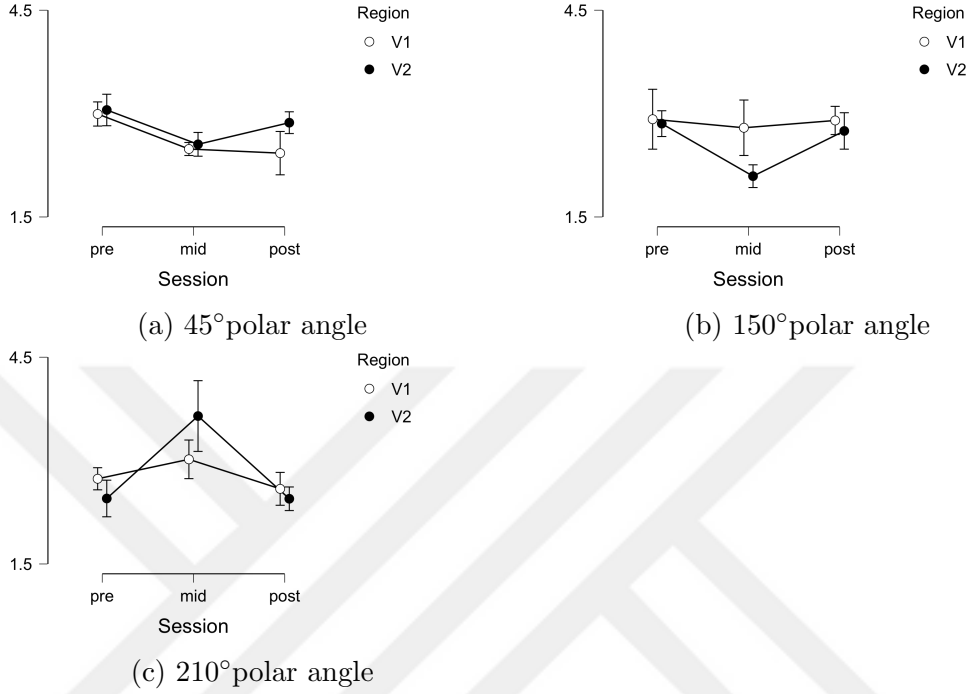 4.5
1.5
Region
V1
V2
pre mid post
Session
(a) 45°polar angle
4.5
1.5
Region
V1
V2
pre mid post
Session
(b) 150°polar angle
4.5
1.5
Region
V1
V2
pre mid post
Session
(c) 210°polar angle